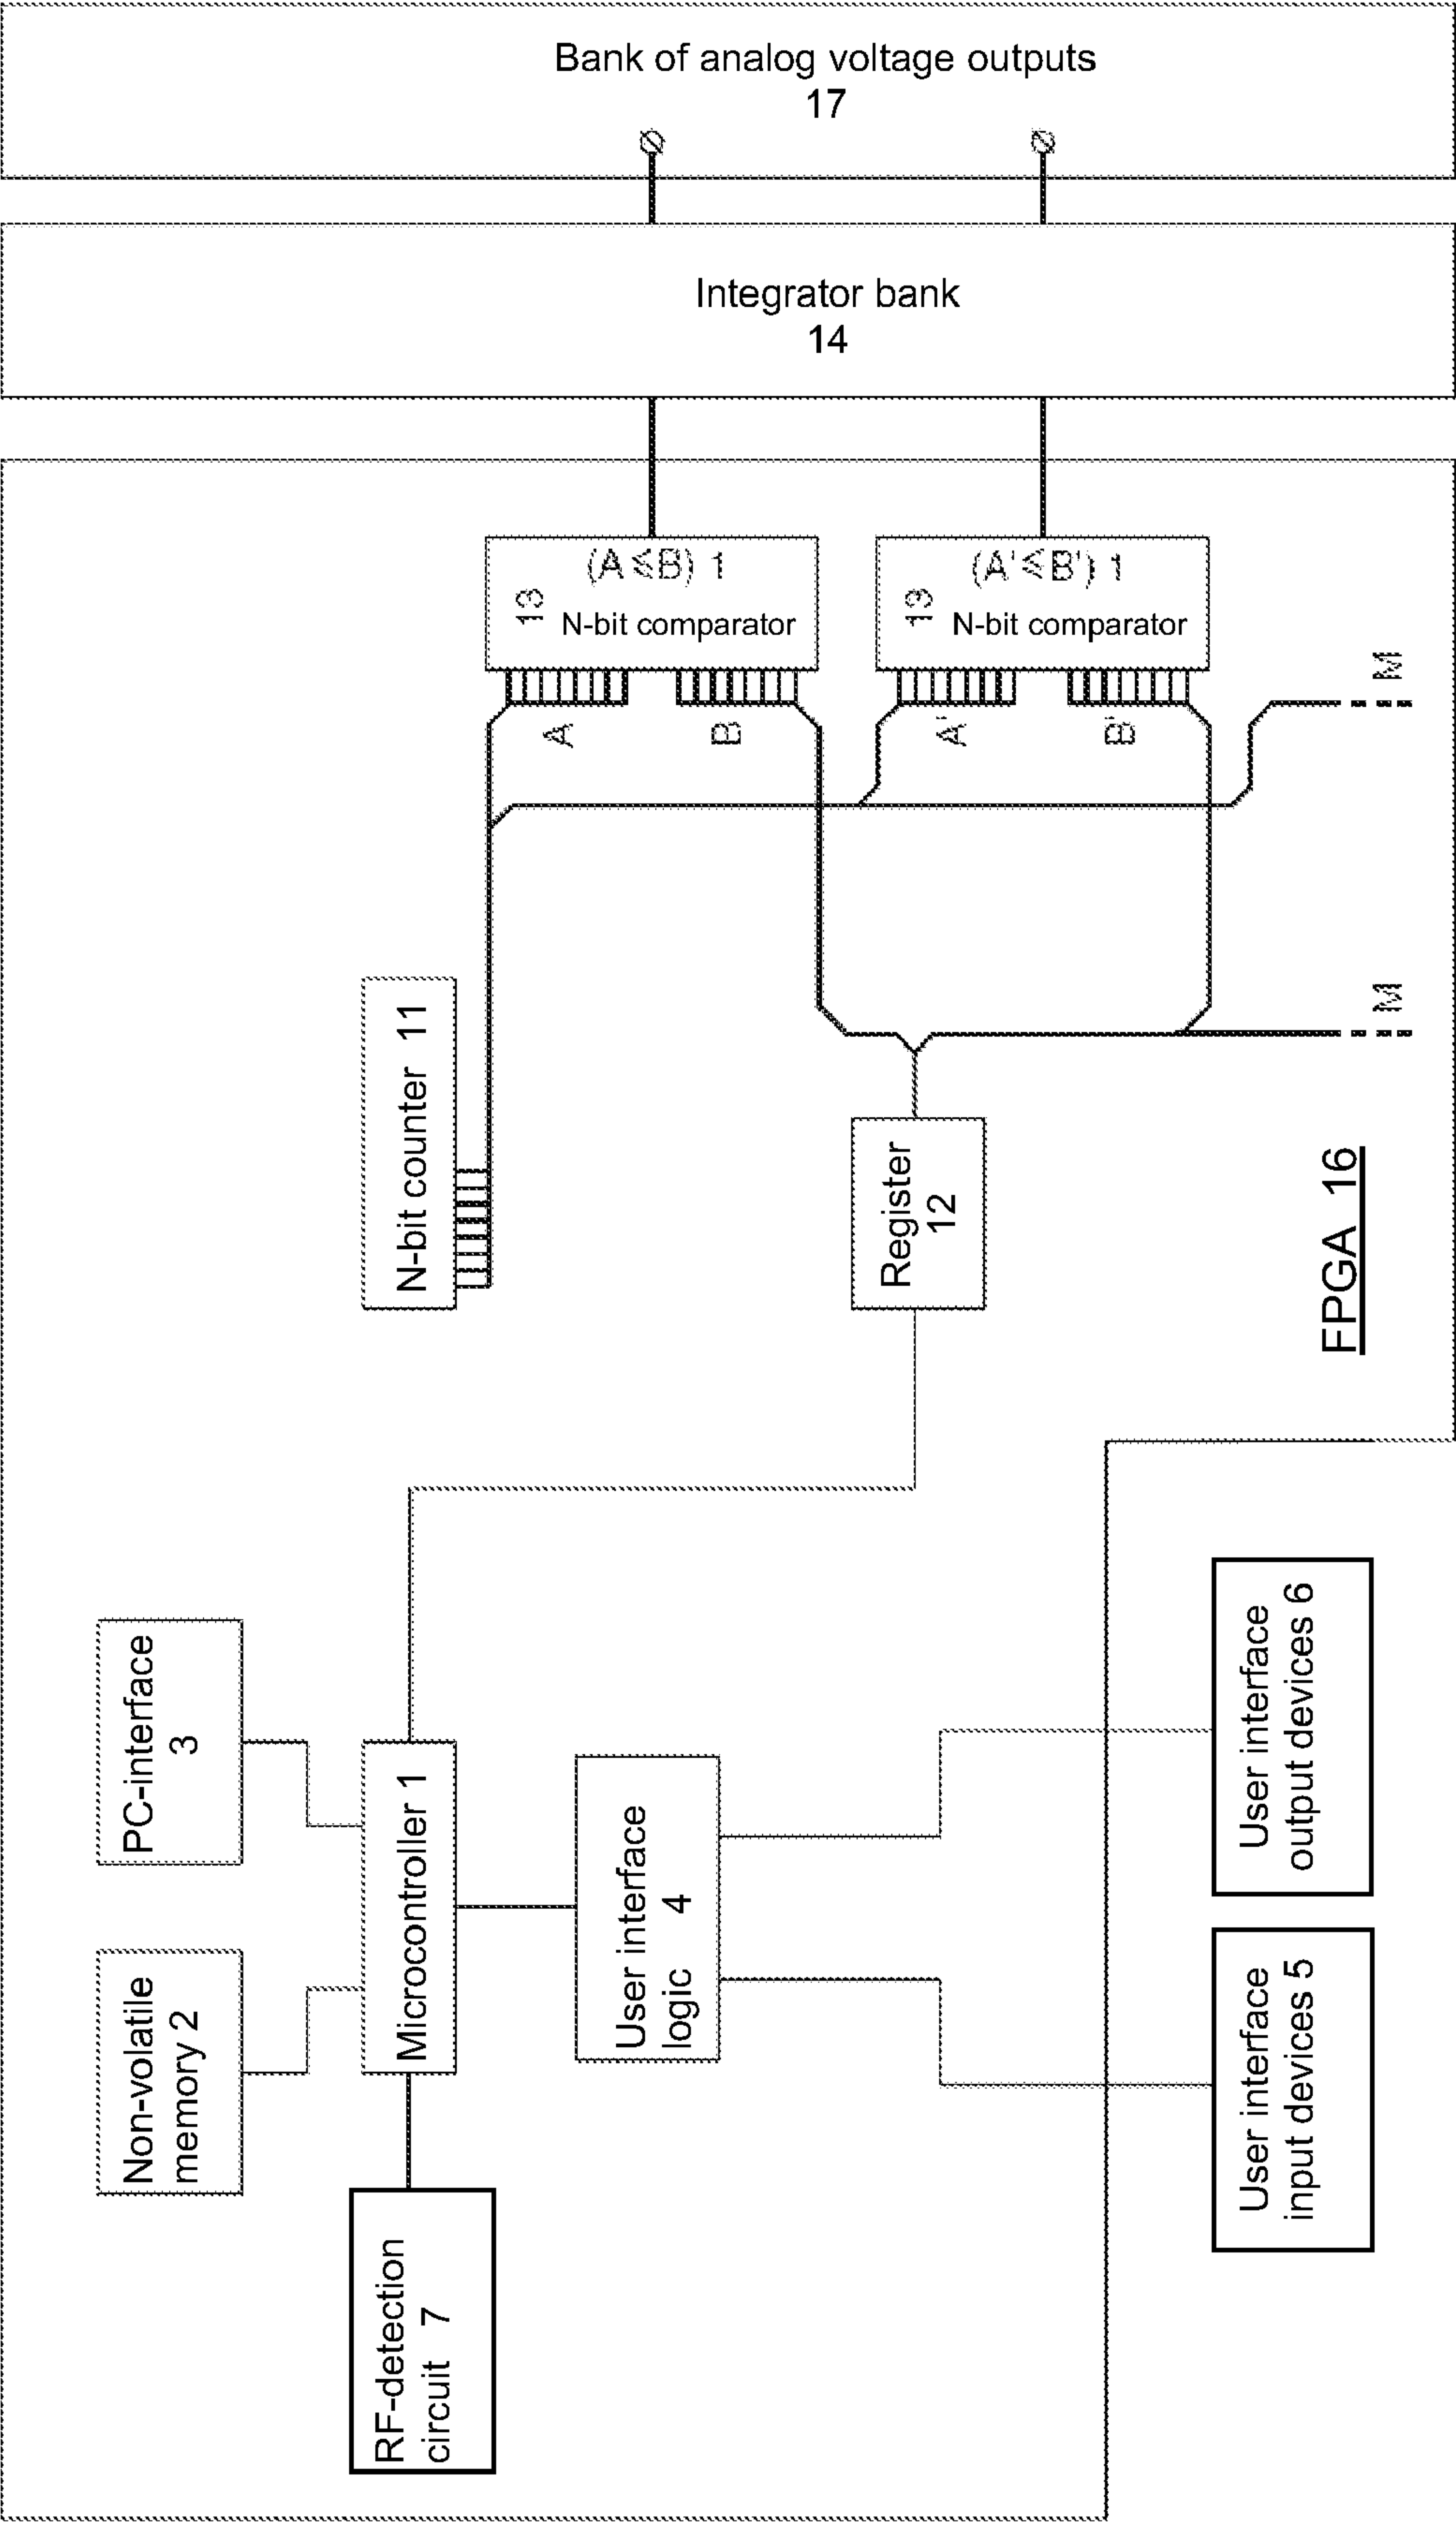 Bank of analog voltage outputs
17
Integrator bank
14
(A≤B) 1
13
N-bit comparator
(A'≤B') 1
13
N-bit comparator
A
B
A'
B'
M
N-bit counter 11
M
Register
12
FPGA 16
PC-interface
3
Non-volatile
memory 2
Microcontroller 1
User interface
logic 4
RF-detection
circuit 7
User interface
output devices 6
User interface
input devices 5